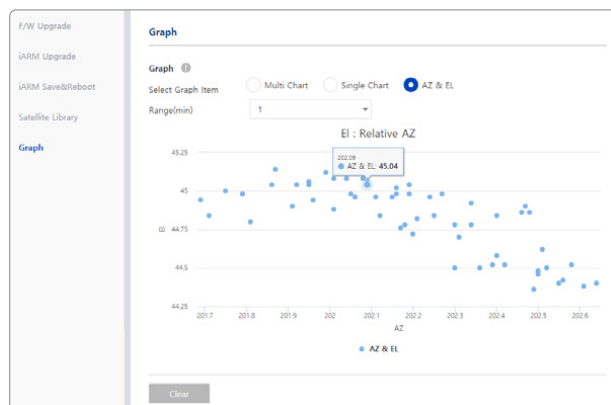 F/W Upgrade
iARM Upgrade
iARM Save&Reboot
Satellite Library
Graph
Graph
Graph
Select Graph Item
Multi Chart
Single Chart
AZ & EL
Range(min)
1
El : Relative AZ
202.09
AZ & EL: 45.04
45.25
45
44.75
44.5
44.25
El
201.7 201.8 201.9 202 202.1 202.2 202.3 202.4 202.5 202.6
AZ
AZ & EL
Clear